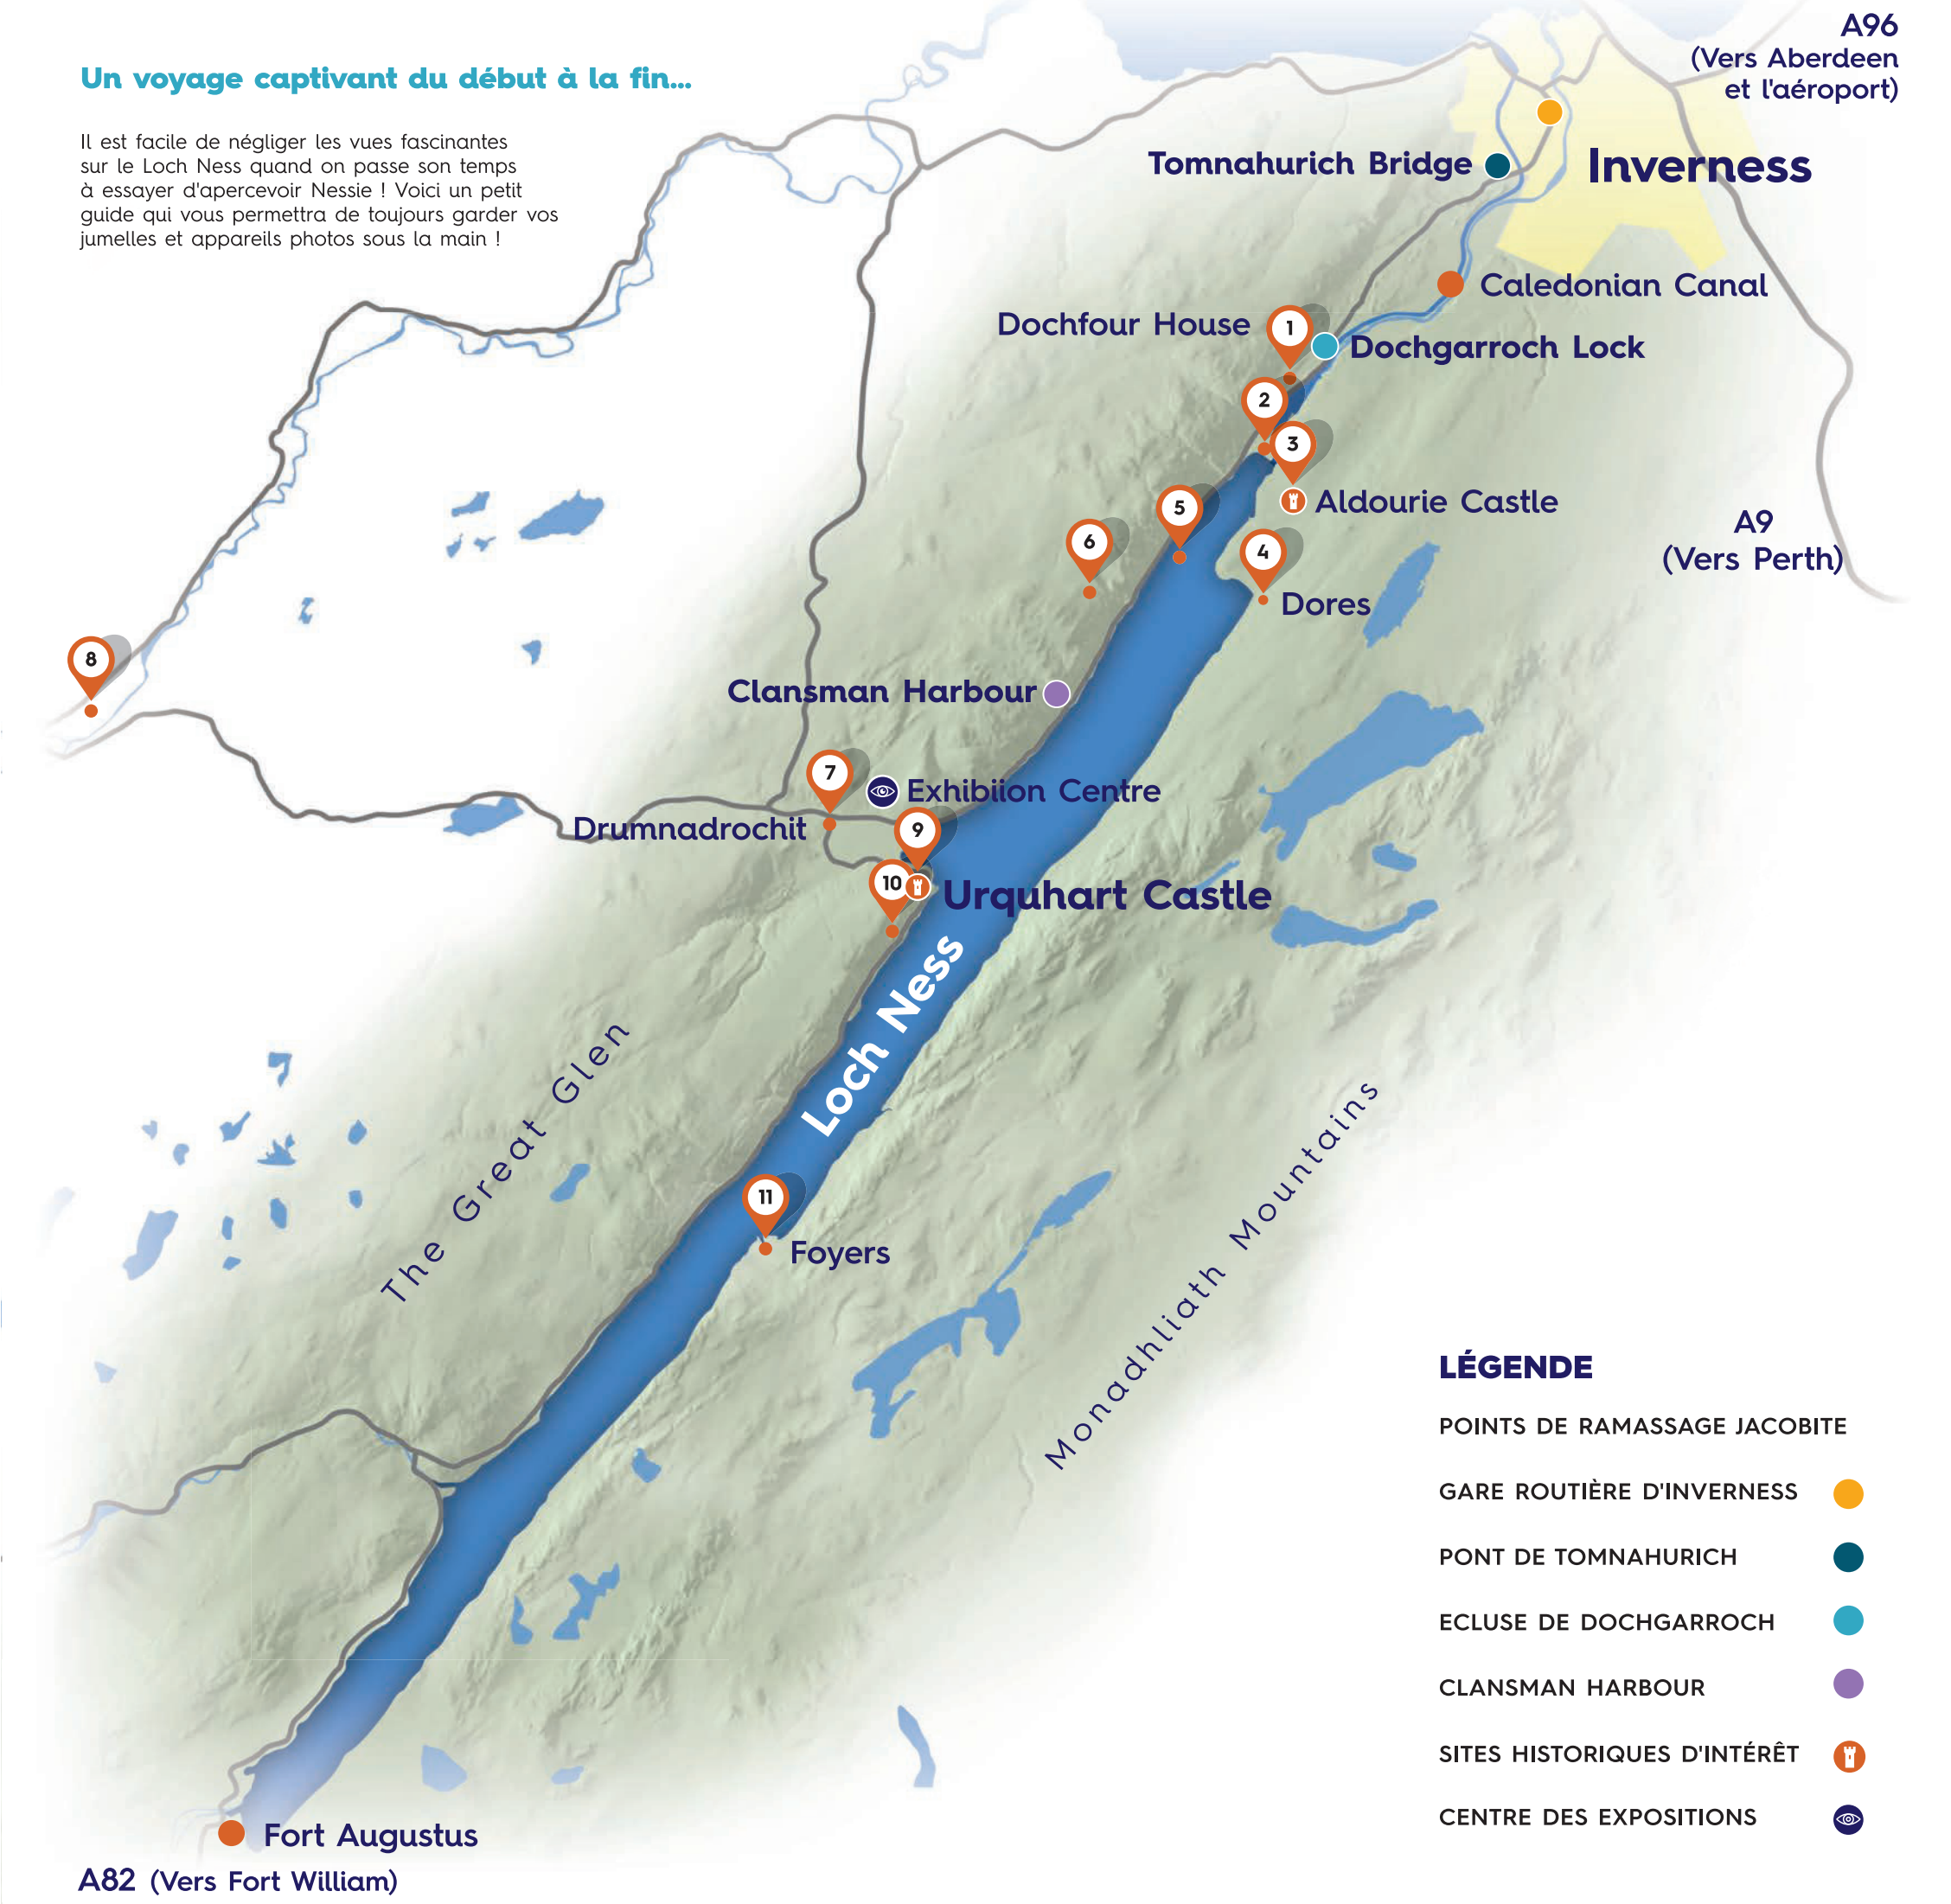 Un voyage captivant du début à la fin...
Il est facile de négliger les vues fascinantes
sur le Loch Ness quand on passe son temps
à essayer d'apercevoir Nessie ! Voici un petit
guide qui vous permettra de toujours garder vos
jumelles et appareils photos sous la main !
A96
(Vers Aberdeen
et l'aéroport)
Tomnahurich Bridge
Inverness
Caledonian Canal
Dochfour House
1
Dochgarroch Lock
2
3
Aldourie Castle
5
6
4
Dores
A9
(Vers Perth)
8
Clansman Harbour
7
Exhibiion Centre
Drumnadrochit
9
10
Urquhart Castle
Loch Ness
The Great Glen
Monadhliath Mountains
11
Foyers
LÉGENDE
POINTS DE RAMASSAGE JACOBITE
GARE ROUTIÈRE D'INVERNESS
PONT DE TOMNAHURICH
ECLUSE DE DOCHGARROCH
CLANSMAN HARBOUR
SITES HISTORIQUES D'INTÉRÊT
CENTRE DES EXPOSITIONS
Fort Augustus
A82 (Vers Fort William)